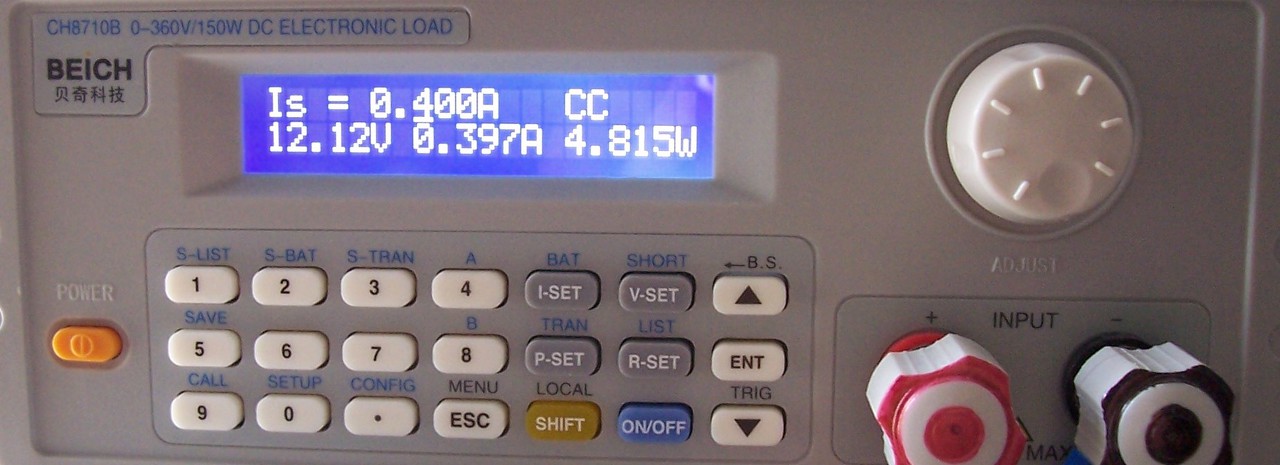 CH8710B 0-360V/150W DC ELECTRONIC LOAD
BEICH
贝奇科技
Is = 0.400A CC
12.12V 0.397A 4.815W
ADJUST
POWER
S-LIST S-BAT S-TRAN A BAT SHORT ←B.S.
1 2 3 4 I-SET V-SET ▲
SAVE B TRAN LIST
5 6 7 8 P-SET R-SET ENT
CALL SETUP CONFIG MENU LOCAL TRIG
9 0 • ESC SHIFT ON/OFF ▼
+ INPUT -
MAX